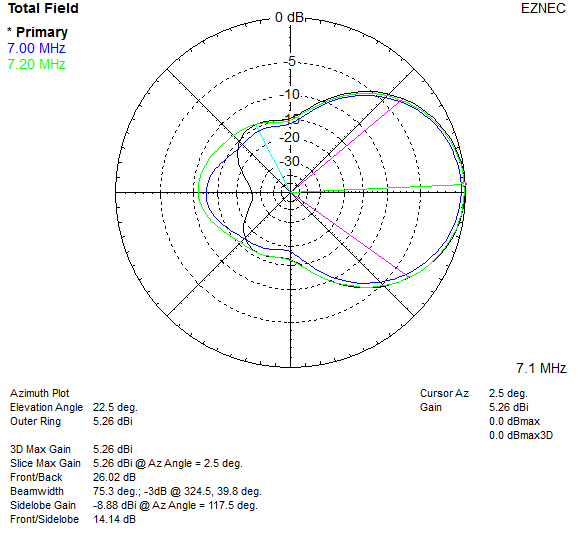 Total Field
EZNEC
* Primary
7.00 MHz
7.20 MHz
0 dB
-5
-10
-15
-20
-30
7.1 MHz
Azimuth Plot
Elevation Angle 22.5 deg.
Outer Ring 5.26 dBi
Cursor Az 2.5 deg.
Gain 5.26 dBi
0.0 dBmax
0.0 dBmax3D
3D Max Gain 5.26 dBi
Slice Max Gain 5.26 dBi @ Az Angle = 2.5 deg.
Front/Back 26.02 dB
Beamwidth 75.3 deg.; -3dB @ 324.5, 39.8 deg.
Sidelobe Gain -8.88 dBi @ Az Angle = 117.5 deg.
Front/Sidelobe 14.14 dB